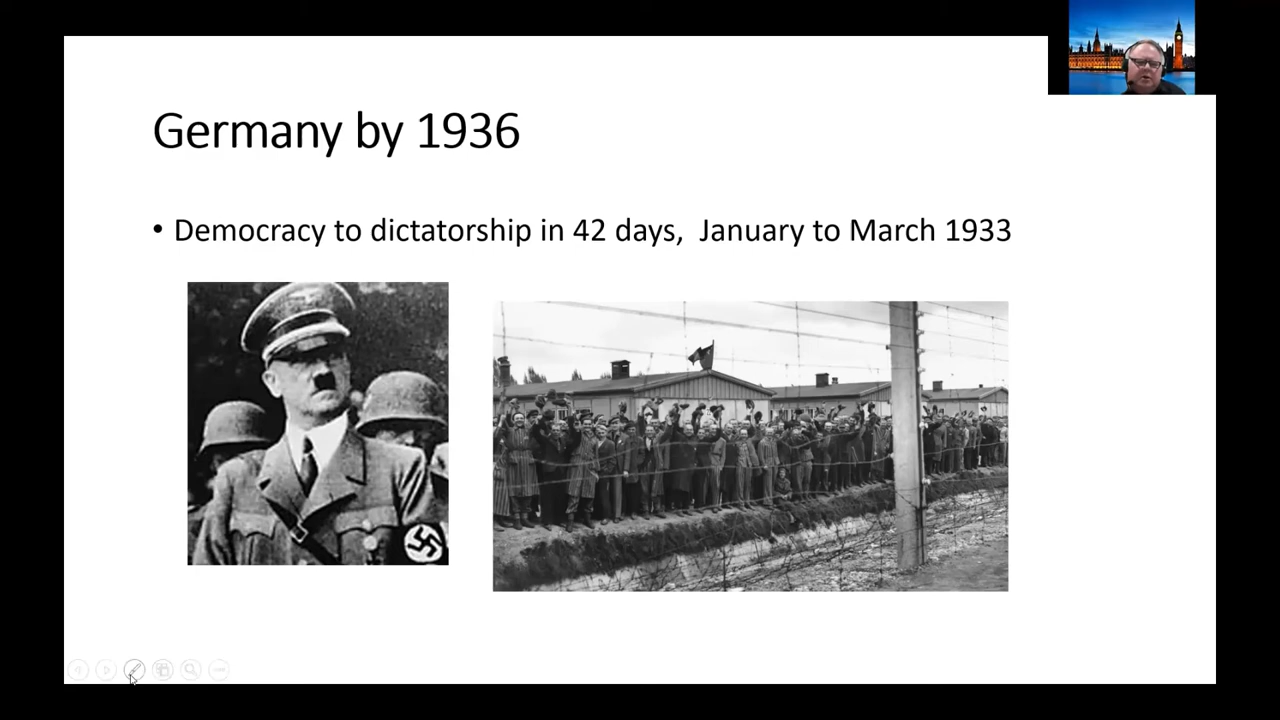 Germany by 1936
• Democracy to dictatorship in 42 days,  January to March 1933